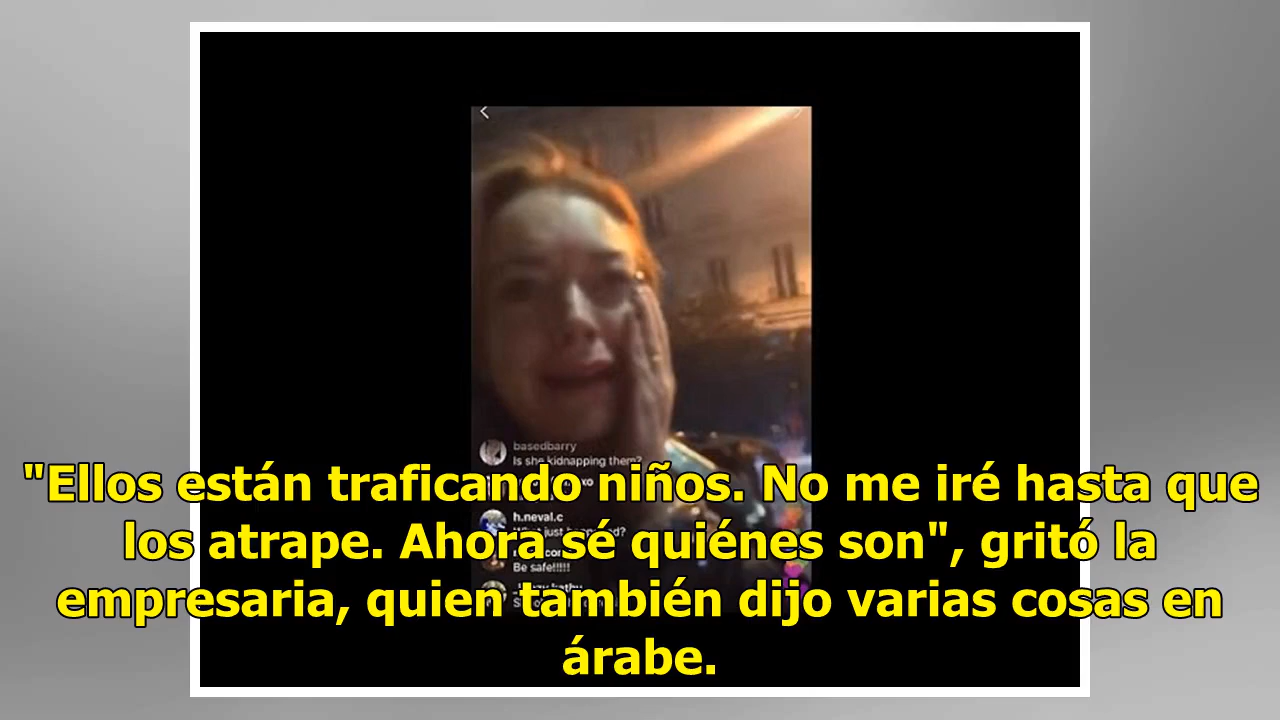 basedbarry
Is she kidnapping them?
"Ellos están traficando niños. No me iré hasta que
h.neval.c
los atrape. Ahora sé quiénes son", gritó la
Be safe!!!!!
empresaria, quien también dijo varias cosas en
árabe.